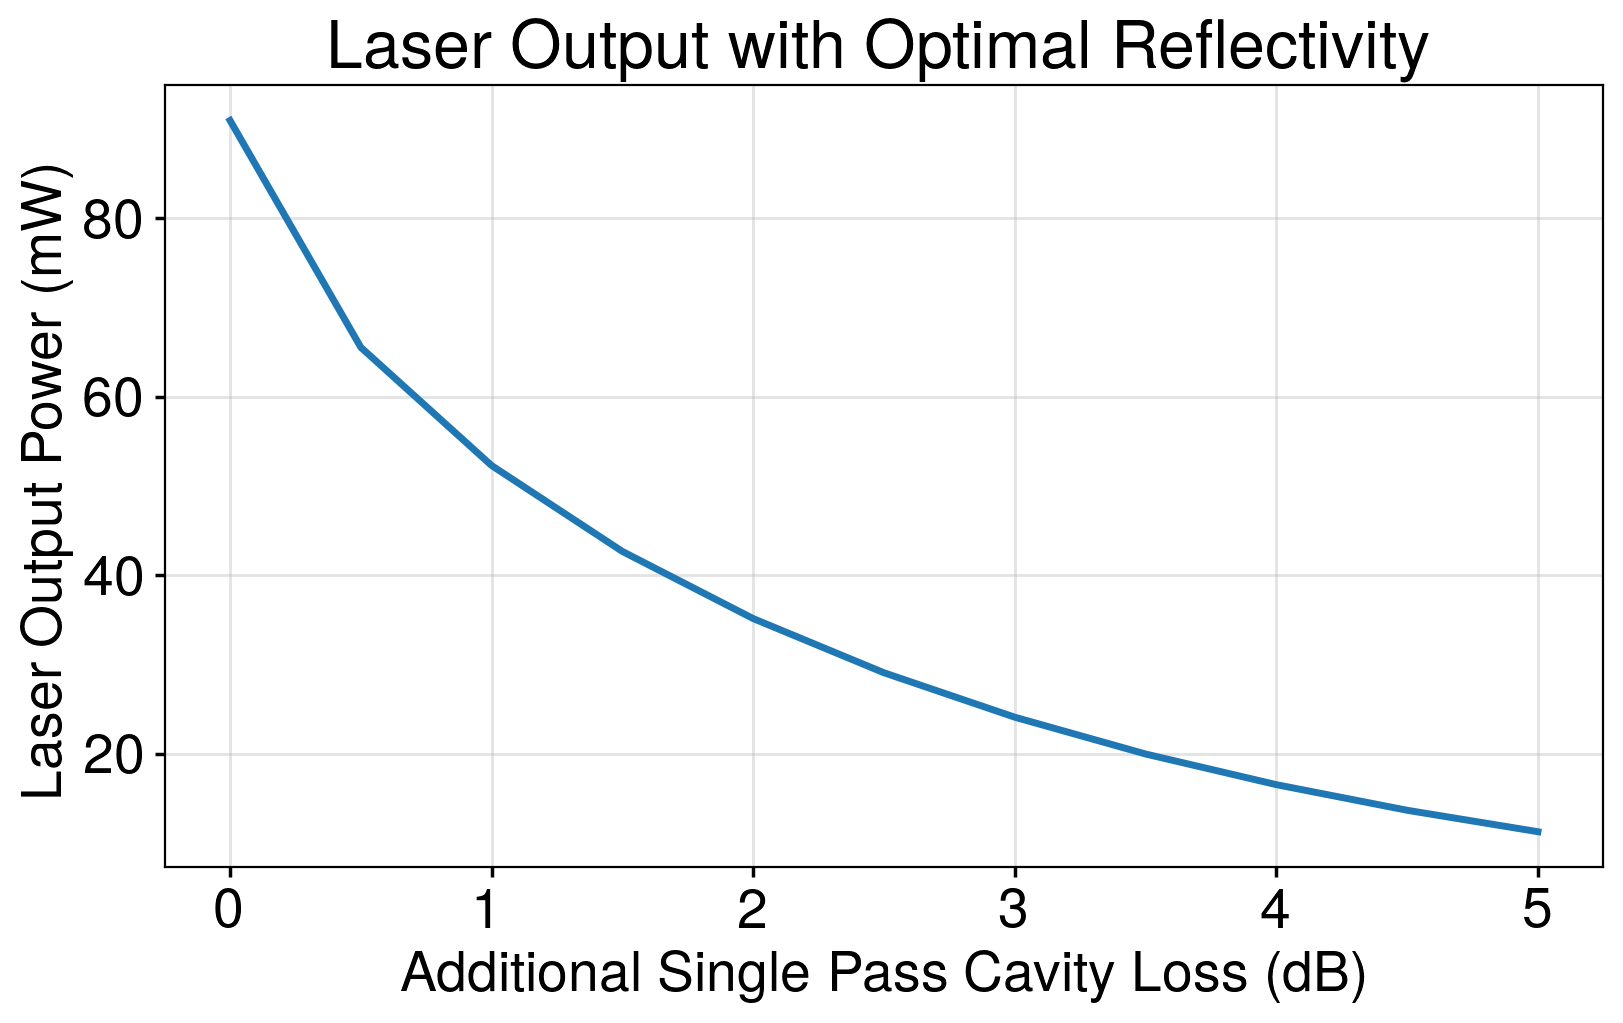 Laser Output with Optimal Reflectivity
Laser Output Power (mW)
80
60
40
20
0 1 2 3 4 5
Additional Single Pass Cavity Loss (dB)